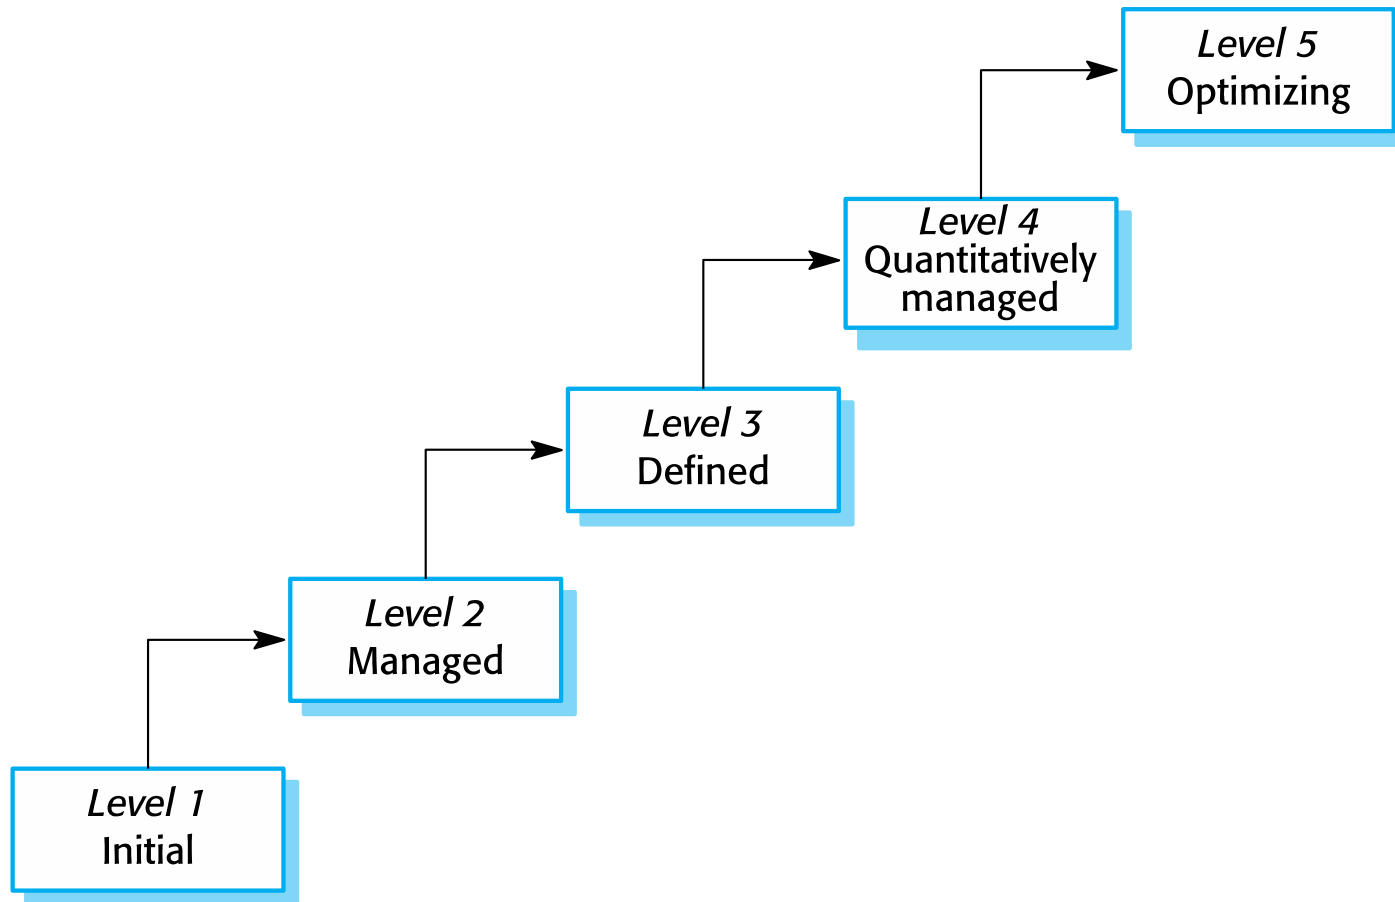 Level 5
Optimizing
Level 4
Quantitatively
managed
Level 3
Defined
Level 2
Managed
Level 1
Initial